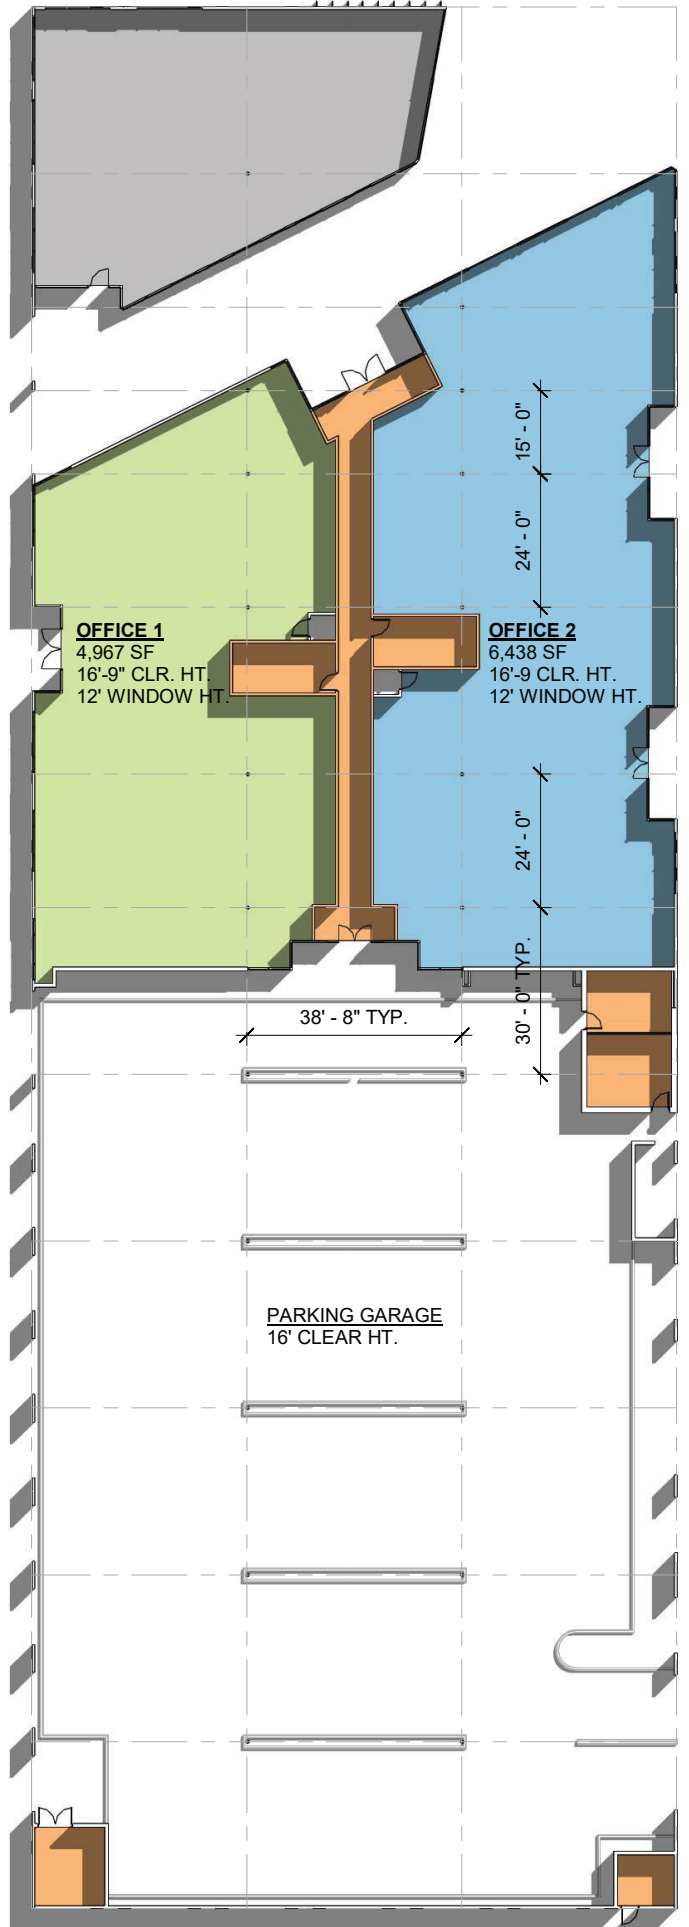 15' - 0"
24' - 0"
OFFICE 1
4,967 SF
16'-9" CLR. HT.
12' WINDOW HT.
OFFICE 2
6,438 SF
16'-9 CLR. HT.
12' WINDOW HT.
24' - 0"
30' - 0" TYP.
38' - 8" TYP.
PARKING GARAGE
16' CLEAR HT.